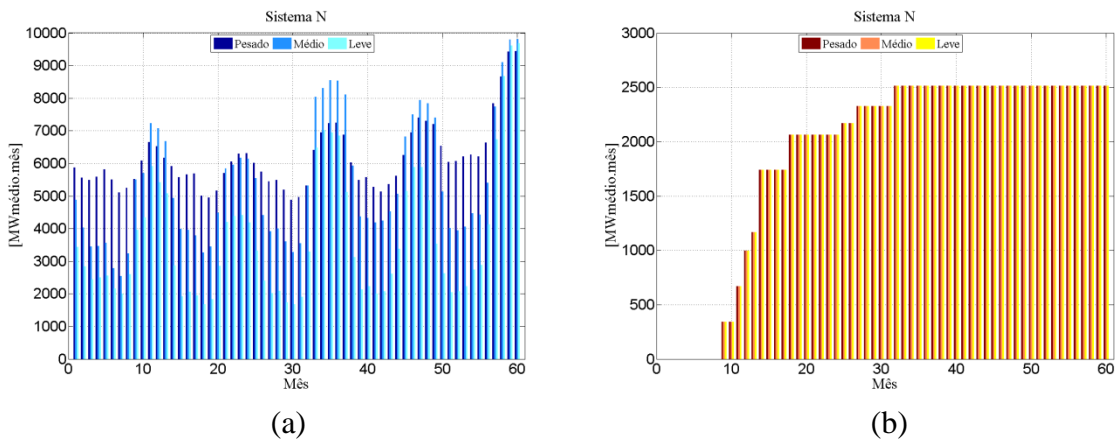 Sistema N
Pesado Médio Leve
[MWmédio.mês]
10000
9000
8000
7000
6000
5000
4000
3000
2000
1000
0
0 10 20 30 40 50 60
Mês
(a)
Sistema N
Pesado Médio Leve
[MWmédio.mês]
3000
2500
2000
1500
1000
500
0
0 10 20 30 40 50 60
Mês
(b)